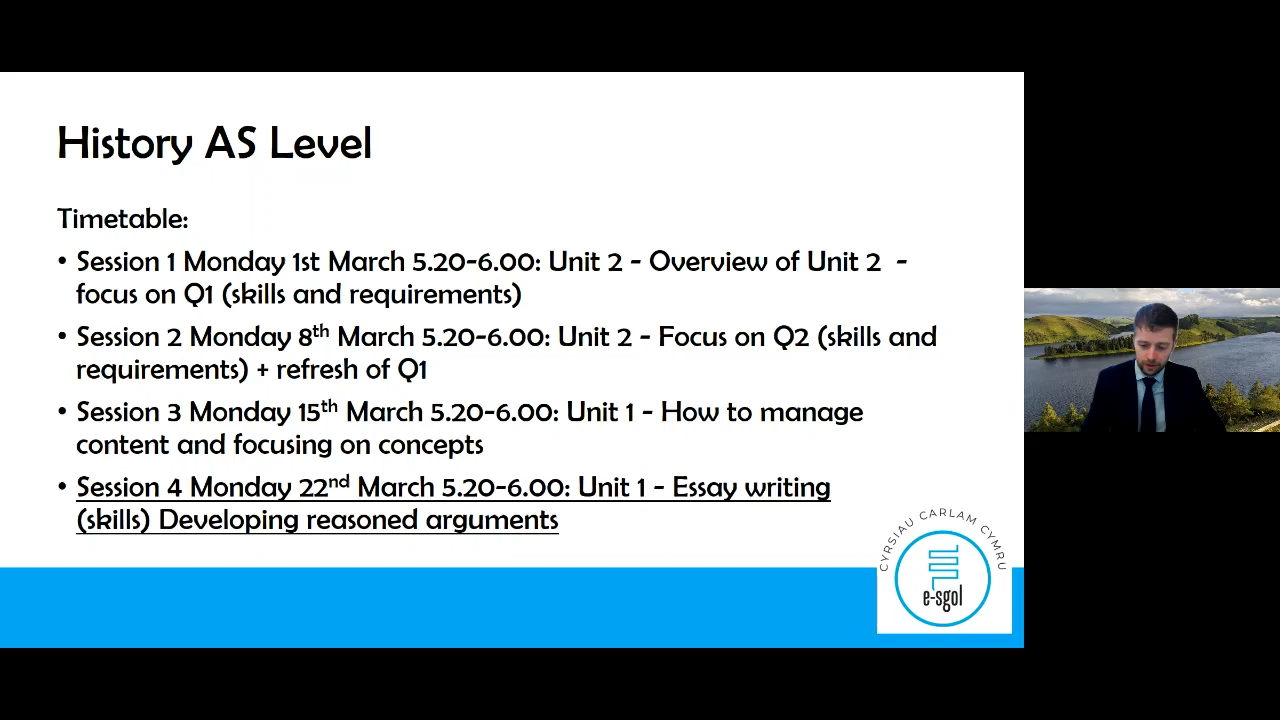 History AS Level
Timetable:
• Session 1 Monday 1st March 5.20-6.00: Unit 2 - Overview of Unit 2  -
focus on Q1 (skills and requirements)
• Session 2 Monday 8th March 5.20-6.00: Unit 2 - Focus on Q2 (skills and
requirements) + refresh of Q1
• Session 3 Monday 15th March 5.20-6.00: Unit 1 - How to manage
content and focusing on concepts
• Session 4 Monday 22nd March 5.20-6.00: Unit 1 - Essay writing
(skills) Developing reasoned arguments
CYRSIAU CARLAM CYMRU
e-sgol